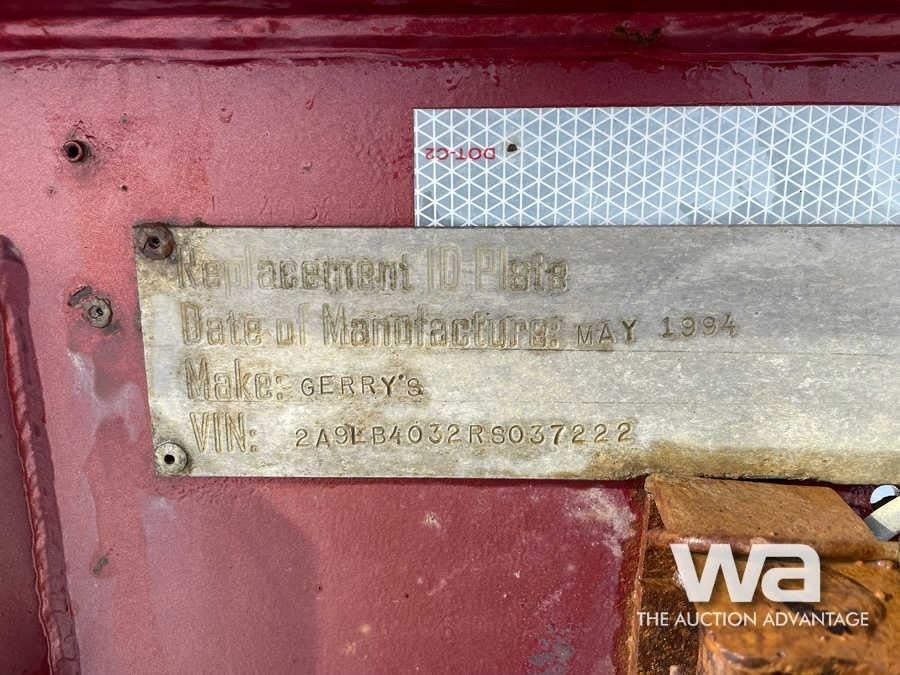 DOT-C2
Replacement ID Plate
Date of Manufacture: MAY 1994
Make: GERRY'S
VIN: 2A9LB4032RS037222
wa
THE AUCTION ADVANTAGE